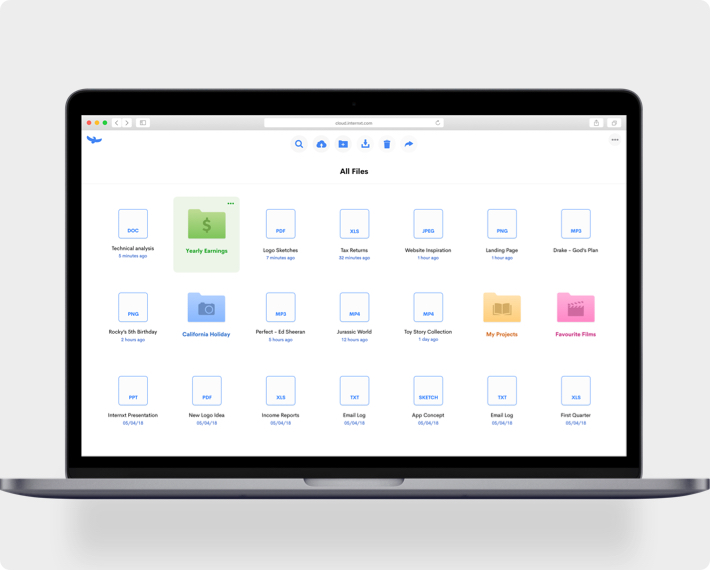 cloud.internxt.com
All Files
DOC
Technical analysis
5 minutes ago
Yearly Earnings
PDF
Logo Sketches
7 minutes ago
XLS
Tax Returns
32 minutes ago
JPEG
Website Inspiration
1 hour ago
PNG
Landing Page
1 hour ago
MP3
Drake - God's Plan
PNG
Rocky's 5th Birthday
2 hours ago
California Holiday
MP3
Perfect - Ed Sheeran
5 hours ago
MP4
Jurassic World
12 hours ago
MP4
Toy Story Collection
1 day ago
My Projects
Favourite Films
PPT
Internxt Presentation
05/04/18
PDF
New Logo Idea
05/04/18
XLS
Income Reports
05/04/18
TXT
Email Log
05/04/18
SKETCH
App Concept
05/04/18
TXT
Email Log
05/04/18
XLS
First Quarter
05/04/18